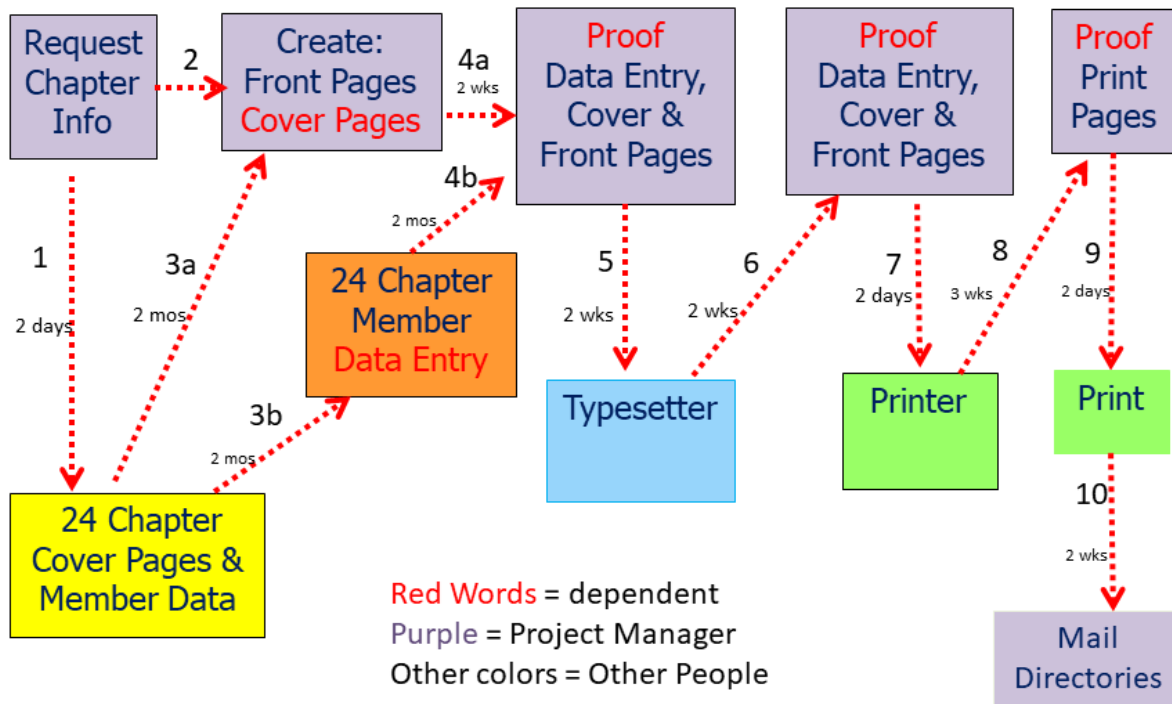 Request
Chapter
Info
2
Create:
Front Pages
Cover Pages
4a
2 wks
Proof
Data Entry,
Cover &
Front Pages
Proof
Data Entry,
Cover &
Front Pages
Proof
Print
Pages
1
2 days
3a
2 mos
4b
2 mos
24 Chapter
Member
Data Entry
3b
2 mos
5
2 wks
6
2 wks
7
2 days
8
3 wks
9
2 days
Typesetter
Printer
Print
10
2 wks
24 Chapter
Cover Pages &
Member Data
Red Words = dependent
Purple = Project Manager
Other colors = Other People
Mail
Directories